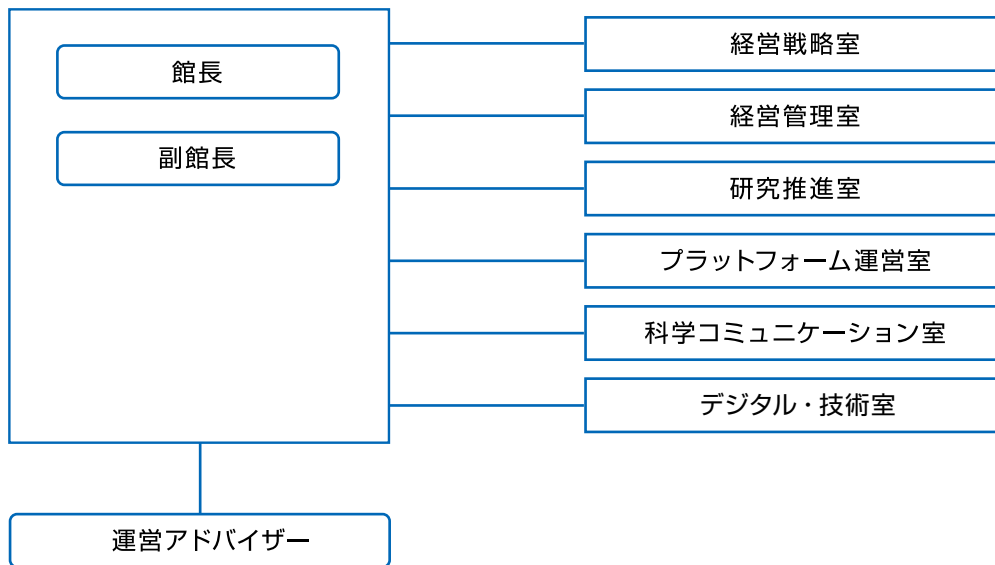 館長
副館長
運営アドバイザー
経営戦略室
経営管理室
研究推進室
プラットフォーム運営室
科学コミュニケーション室
デジタル・技術室